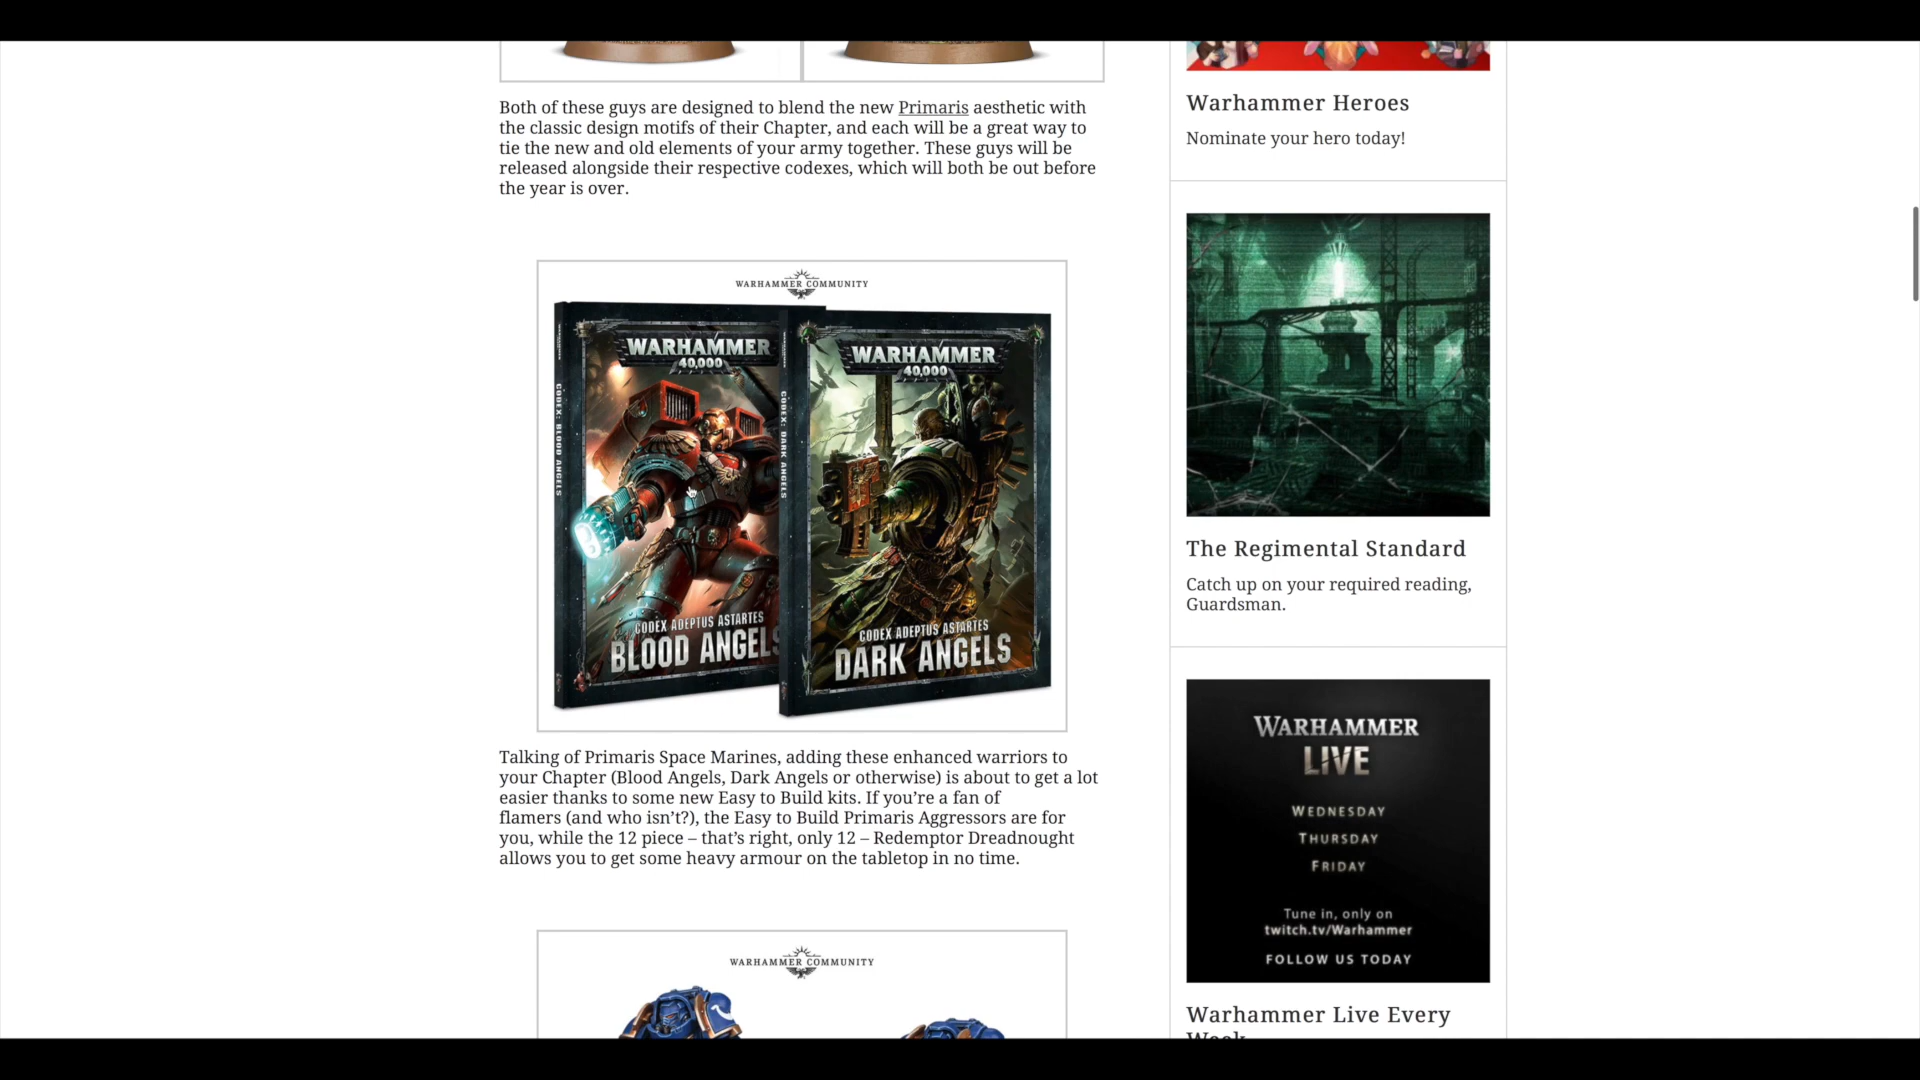 Both of these guys are designed to blend the new Primaris aesthetic with
the classic design motifs of their Chapter, and each will be a great way to
tie the new and old elements of your army together. These guys will be
released alongside their respective codexes, which will both be out before
the year is over.
WARHAMMER COMMUNITY
WARHAMMER
40,000
CODEX: BLOOD ANGELS
CODEX ADEPTUS ASTARTES
BLOOD ANGELS
WARHAMMER
40,000
CODEX: DARK ANGELS
CODEX ADEPTUS ASTARTES
DARK ANGELS
Talking of Primaris Space Marines, adding these enhanced warriors to
your Chapter (Blood Angels, Dark Angels or otherwise) is about to get a lot
easier thanks to some new Easy to Build kits. If you’re a fan of
flamers (and who isn’t?), the Easy to Build Primaris Aggressors are for
you, while the 12 piece – that’s right, only 12 – Redemptor Dreadnought
allows you to get some heavy armour on the tabletop in no time.
WARHAMMER COMMUNITY
Warhammer Heroes
Nominate your hero today!
The Regimental Standard
Catch up on your required reading,
Guardsman.
WARHAMMER
LIVE
WEDNESDAY
THURSDAY
FRIDAY
Tune in, only on
twitch.tv/Warhammer
FOLLOW US TODAY
Warhammer Live Every
Week